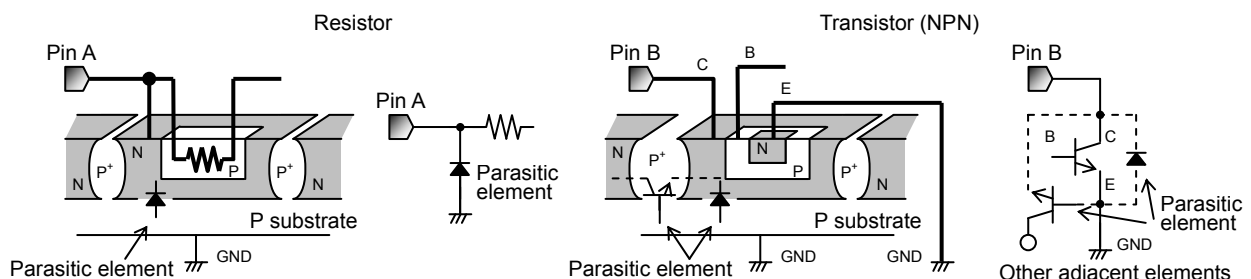 Resistor
Pin A
N
P
N
P+
P+
N
P substrate
Parasitic element
GND
Pin A
Parasitic
element
Transistor (NPN)
Pin B
C
B
E
N
P+
N
P
P+
N
P substrate
Parasitic element
GND
Pin B
B
C
E
Parasitic
element
GND
Other adjacent elements